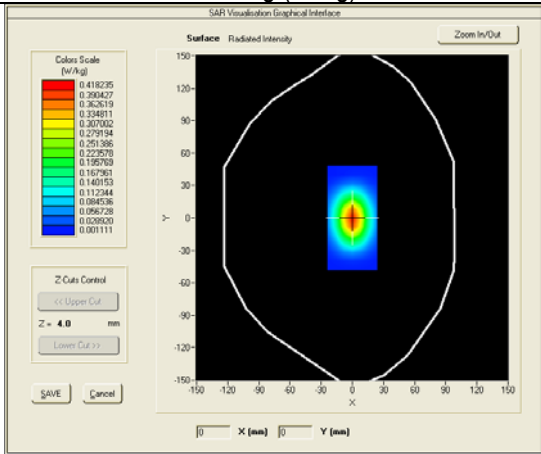 SAR Visualisation Graphical Interface
Surface Radiated Intensity
Zoom In/Out
Colors Scale
(W/kg)
0.418235
0.390427
0.362619
0.334811
0.307002
0.279194
0.251386
0.223578
0.195769
0.167961
0.140153
0.112344
0.084536
0.056728
0.028920
0.001111
Z-Cuts Control
<< Upper Cut
Z = 4.0 mm
Lower Cut >>
SAVE Cancel
150-
120-
90-
60-
30-
0-
-30-
-60-
-90-
-120-
-150-
Y
-150 -120 -90 -60 -30 0 30 60 90 120 150
X
0 X (mm) 0 Y (mm)